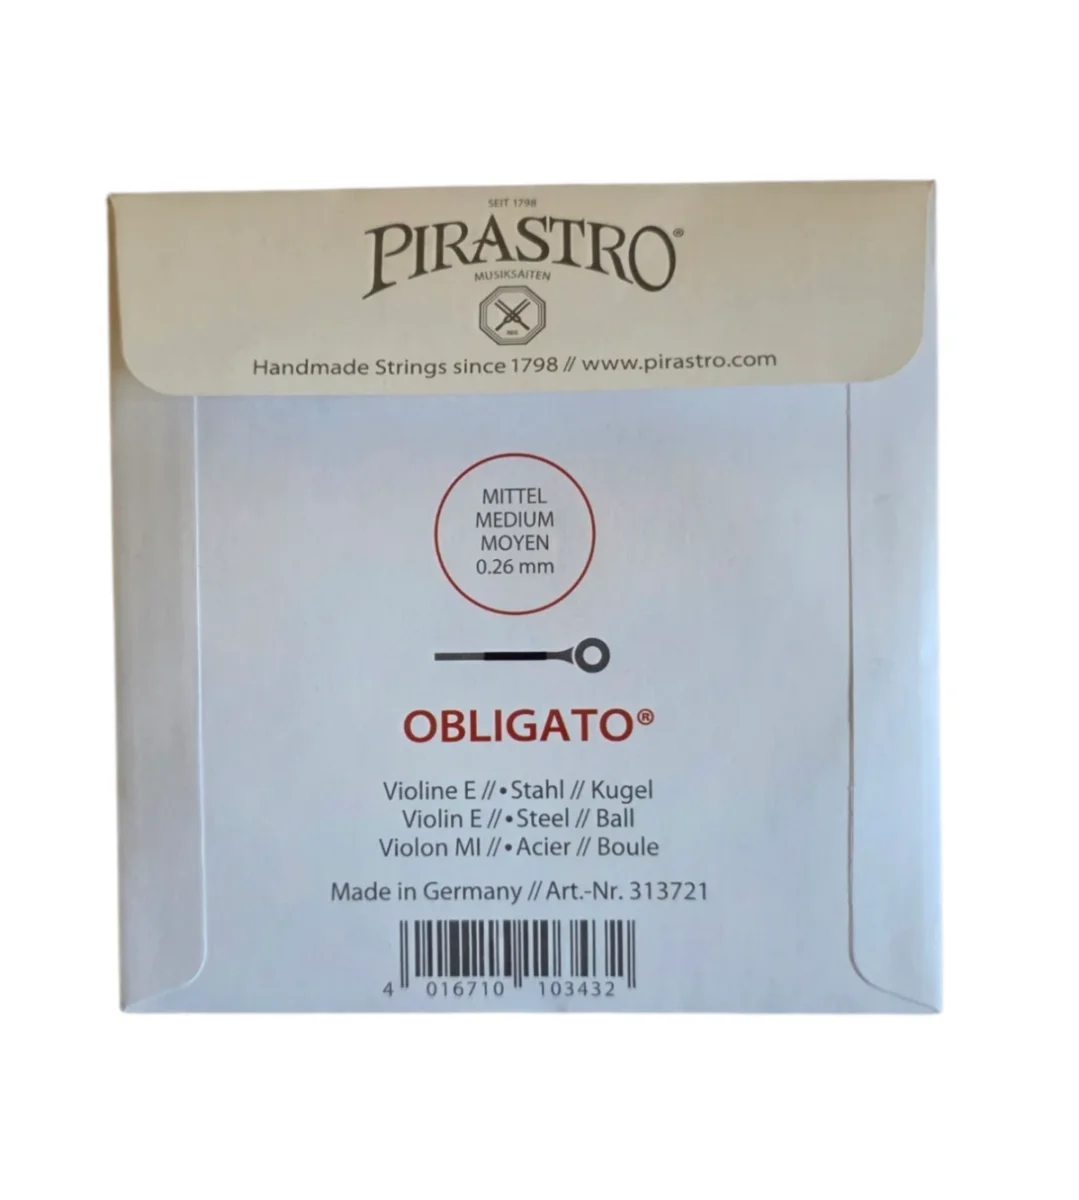 SEIT 1798
PIRASTRO®
MUSIKSAITEN
Handmade Strings since 1798 // www.pirastro.com
MITTEL
MEDIUM
MOYEN
0.26 mm
OBLIGATO®
Violine E // • Stahl // Kugel
Violin E // • Steel // Ball
Violon MI // • Acier // Boule
Made in Germany // Art.-Nr. 313721
4 016710 103432